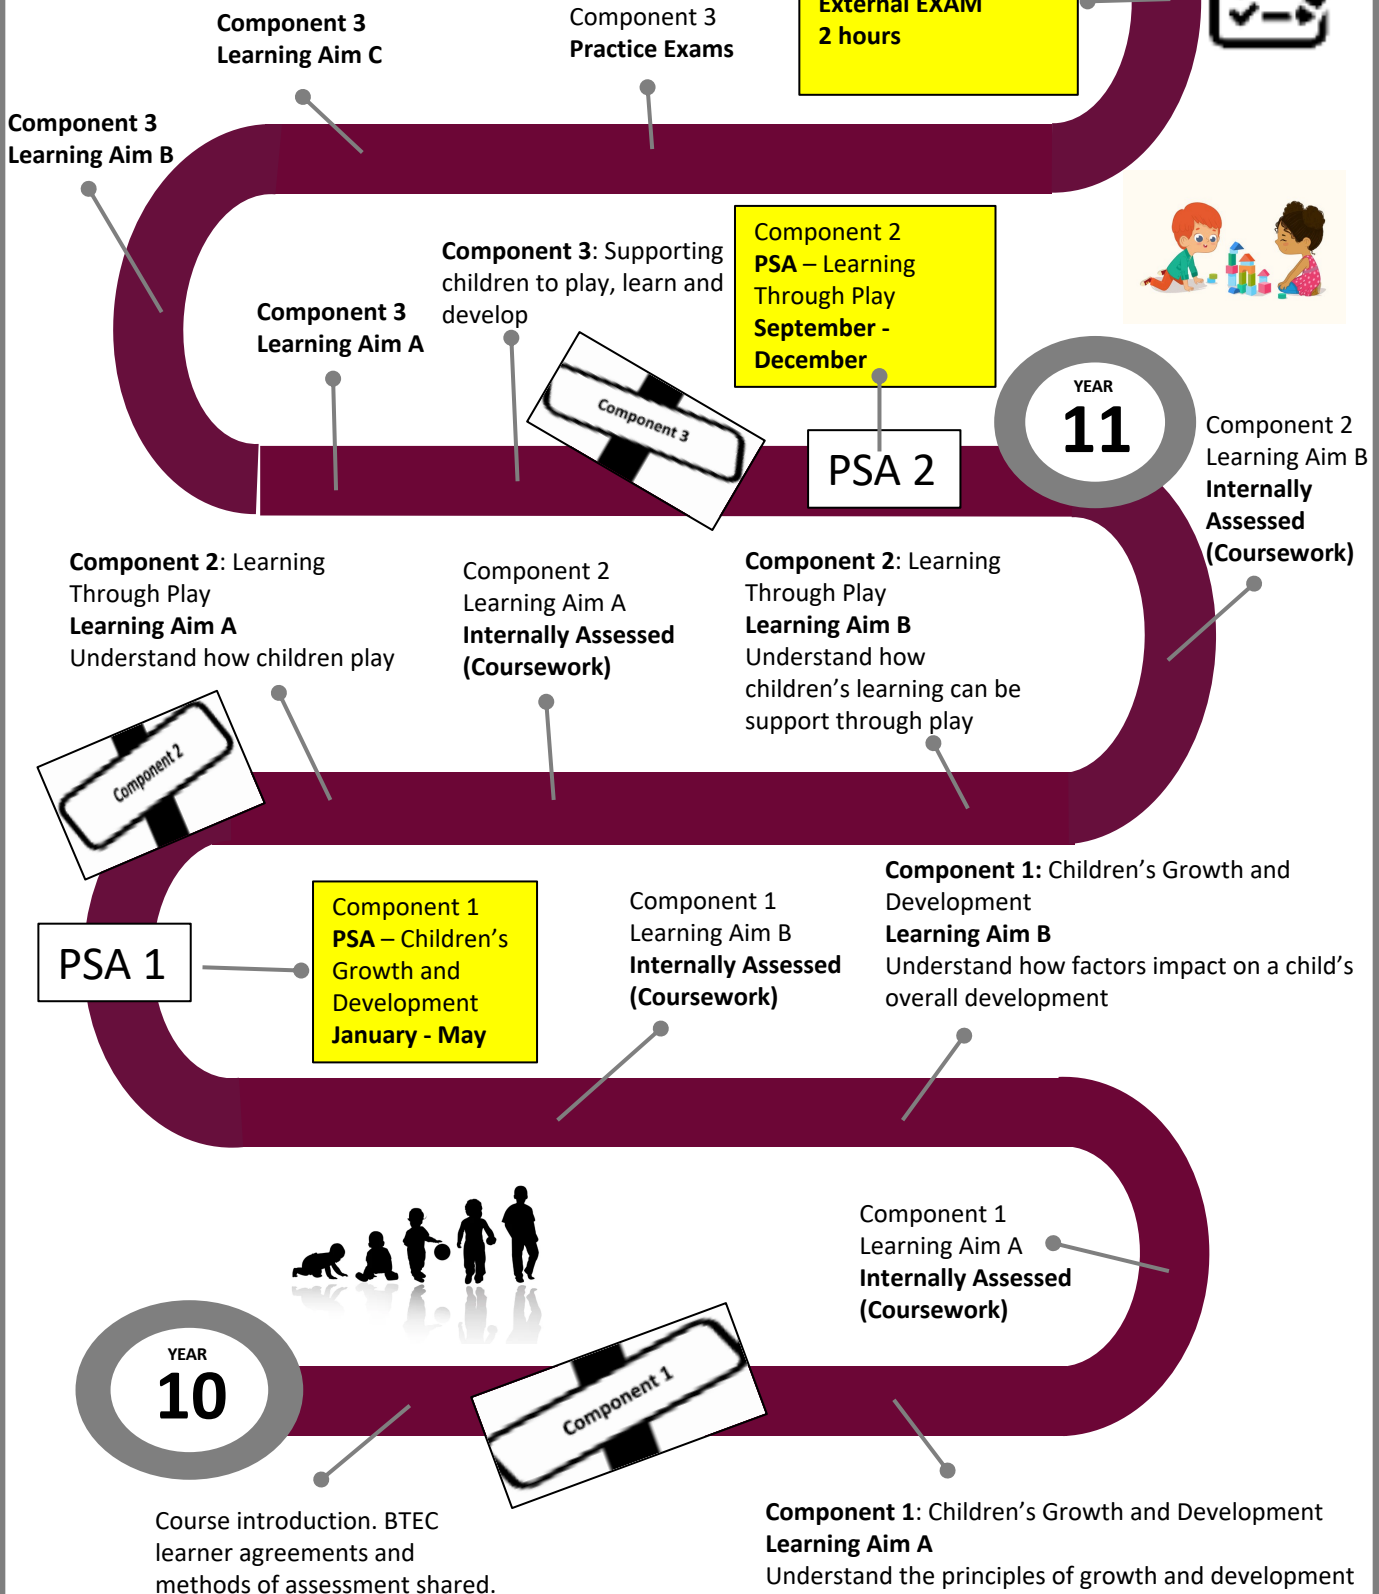 Component 3
Learning Aim C
Component 3
Practice Exams
External EXAM
2 hours
Component 3
Learning Aim B
Component 3
Learning Aim A
Component 3: Supporting
children to play, learn and
develop
Component 3
Component 2
PSA – Learning
Through Play
September -
December
PSA 2
YEAR
11
Component 2
Learning Aim B
Internally
Assessed
(Coursework)
Component 2: Learning
Through Play
Learning Aim A
Understand how children play
Component 2
Learning Aim A
Internally Assessed
(Coursework)
Component 2: Learning
Through Play
Learning Aim B
Understand how
children’s learning can be
support through play
Component 2
PSA 1
Component 1
PSA – Children’s
Growth and
Development
January - May
Component 1
Learning Aim B
Internally Assessed
(Coursework)
Component 1: Children’s Growth and
Development
Learning Aim B
Understand how factors impact on a child’s
overall development
Component 1
Learning Aim A
Internally Assessed
(Coursework)
YEAR
10
Component 1
Course introduction. BTEC
learner agreements and
methods of assessment shared.
Component 1: Children’s Growth and Development
Learning Aim A
Understand the principles of growth and development